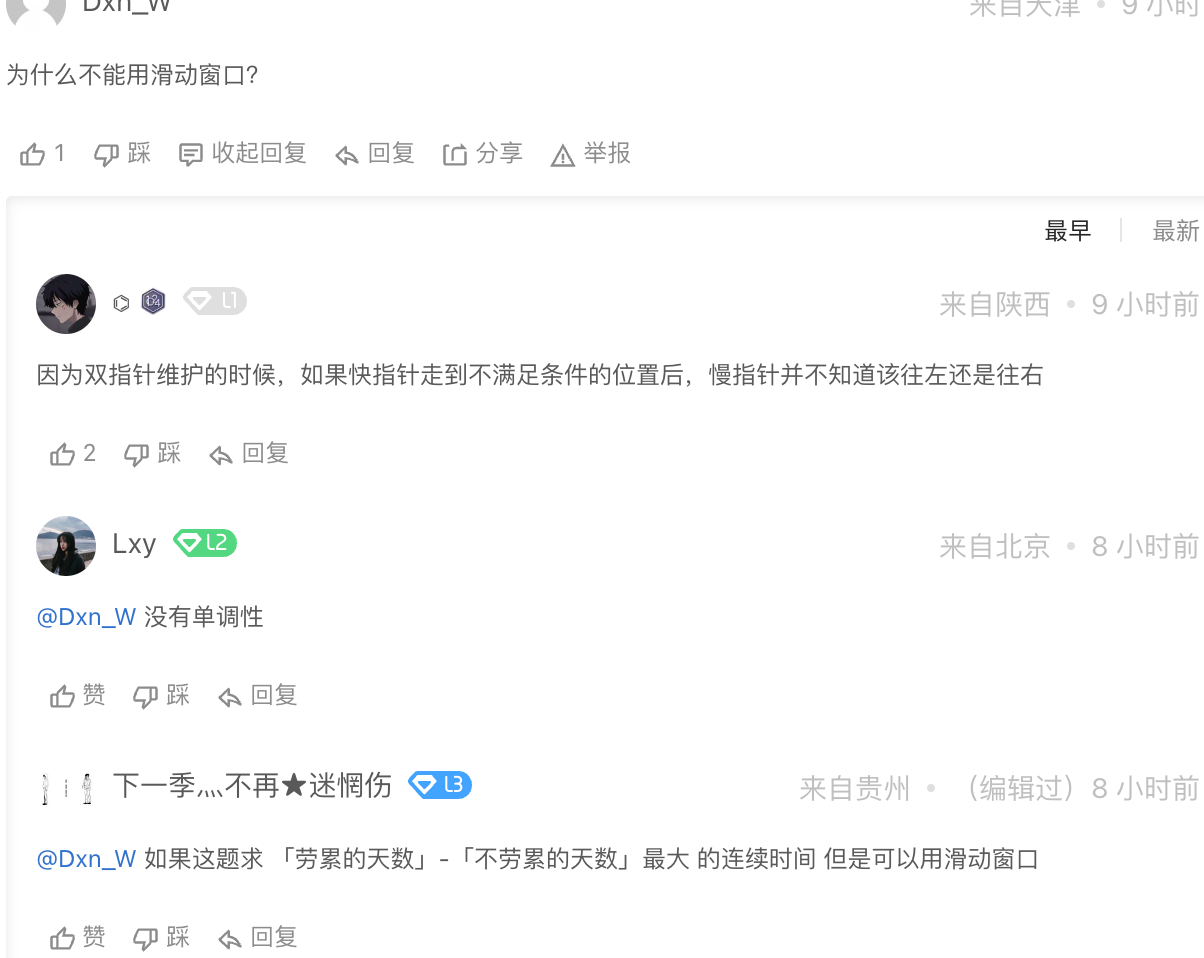 Dxn_W 来自天津 • 9 小时
为什么不能用滑动窗口?
1 踩 收起回复 回复 分享 举报
最早 | 最新
⌬ L1 来自陕西 • 9 小时前
因为双指针维护的时候，如果快指针走到不满足条件的位置后，慢指针并不知道该往左还是往右
2 踩 回复
Lxy L2 来自北京 • 8 小时前
@Dxn_W 没有单调性
赞 踩 回复
下一季灬不再★迷惘伤 L3 来自贵州 • （编辑过）8 小时前
@Dxn_W 如果这题求 「劳累的天数」-「不劳累的天数」最大 的连续时间 但是可以用滑动窗口
赞 踩 回复